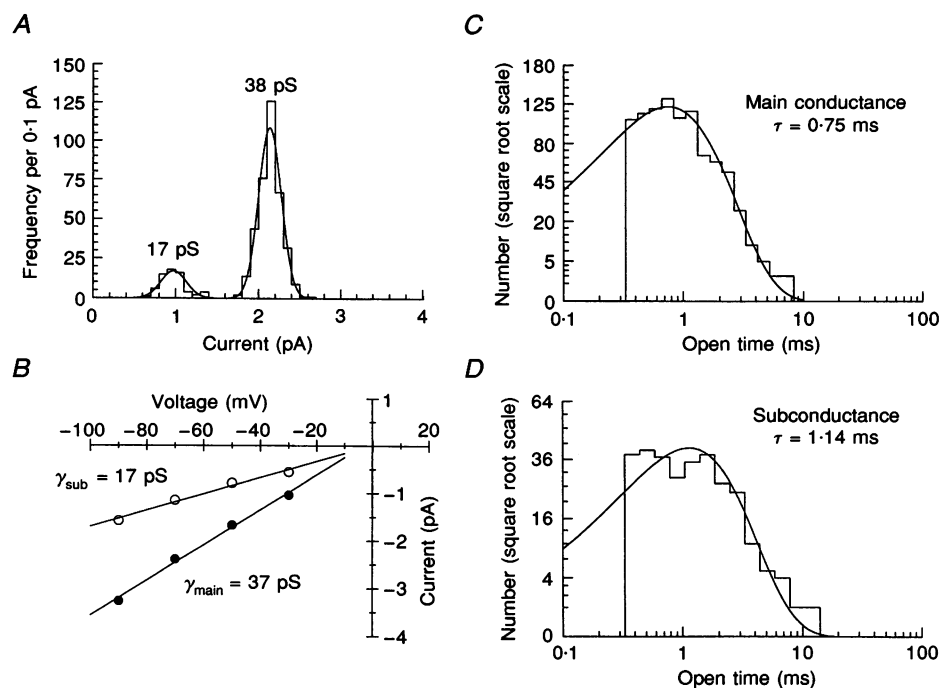 A
150
125
100
75
50
25
0
Frequency per 0·1 pA
17 pS
38 pS
0 1 2 3 4
Current (pA)
B
Voltage (mV)
−100 −80 −60 −40 −20 20
1
−1
−2
−3
−4
Current (pA)
γsub = 17 pS
γmain = 37 pS
C
180
125
80
45
20
5
0
Number (square root scale)
Main conductance
τ = 0·75 ms
0·1 1 10 100
Open time (ms)
D
64
36
16
4
0
Number (square root scale)
Subconductance
τ = 1·14 ms
0·1 1 10 100
Open time (ms)